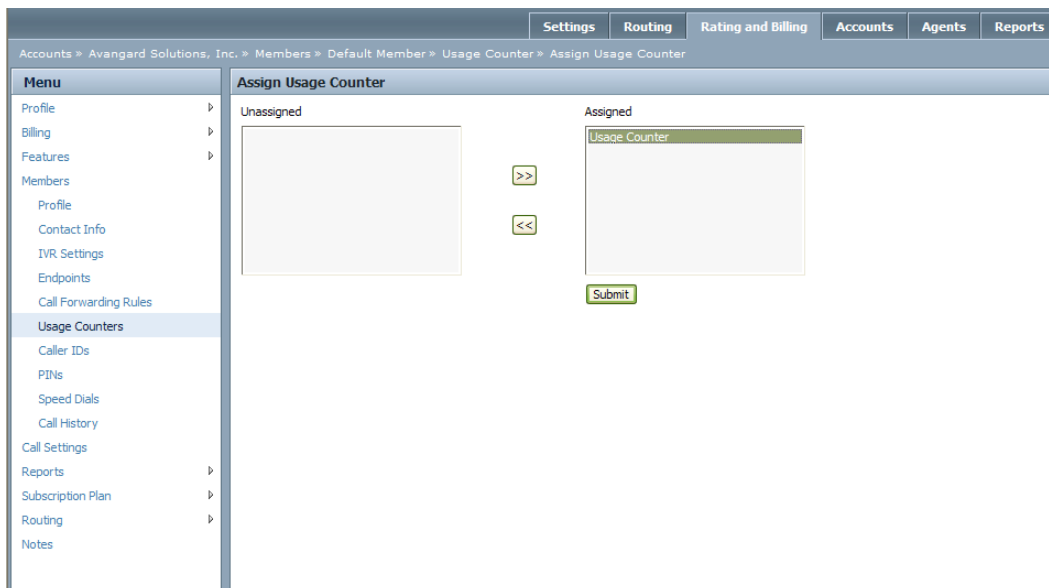 Settings Routing Rating and Billing Accounts Agents Reports
Accounts » Avangard Solutions, Inc. » Members » Default Member » Usage Counter » Assign Usage Counter
Menu
Profile
Billing
Features
Members
Profile
Contact Info
IVR Settings
Endpoints
Call Forwarding Rules
Usage Counters
Caller IDs
PINs
Speed Dials
Call History
Call Settings
Reports
Subscription Plan
Routing
Notes
Assign Usage Counter
Unassigned
>>
<<
Assigned
Usage Counter
Submit